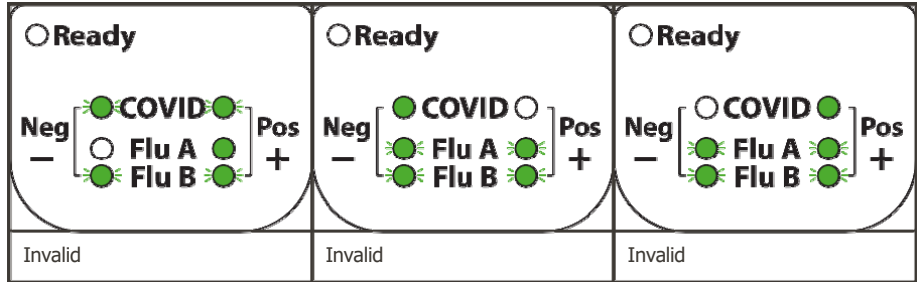 Ready
COVID
Neg
Pos
Flu A
−
+
Flu B
Invalid
Ready
COVID
Neg
Pos
Flu A
−
+
Flu B
Invalid
Ready
COVID
Neg
Pos
Flu A
−
+
Flu B
Invalid